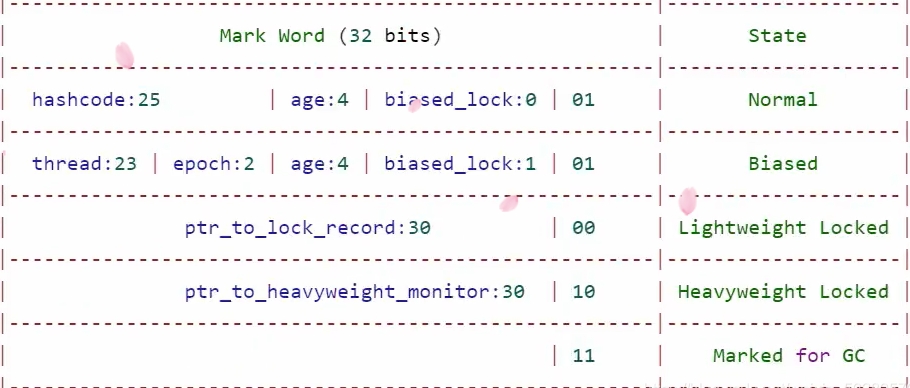 |-------------------------------------------------------|--------------------|
| Mark Word (32 bits) | State |
|-------------------------------------------------------|--------------------|
| hashcode:25 | age:4 | biased_lock:0 | 01 | Normal |
|-------------------------------------------------------|--------------------|
| thread:23 | epoch:2 | age:4 | biased_lock:1 | 01 | Biased |
|-------------------------------------------------------|--------------------|
| ptr_to_lock_record:30 | 00 | Lightweight Locked |
|-------------------------------------------------------|--------------------|
| ptr_to_heavyweight_monitor:30 | 10 | Heavyweight Locked |
|-------------------------------------------------------|--------------------|
| | 11 | Marked for GC |
|-------------------------------------------------------|--------------------|